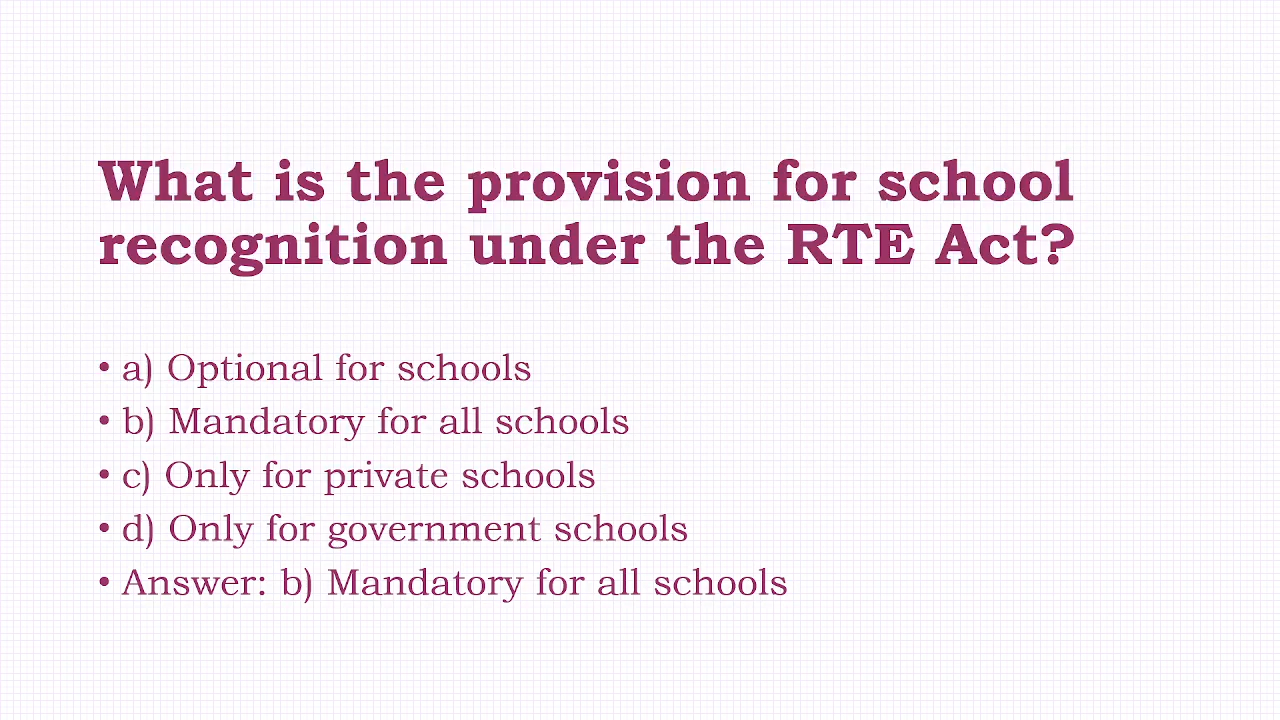 What is the provision for school
recognition under the RTE Act?
• a) Optional for schools
• b) Mandatory for all schools
• c) Only for private schools
• d) Only for government schools
• Answer: b) Mandatory for all schools